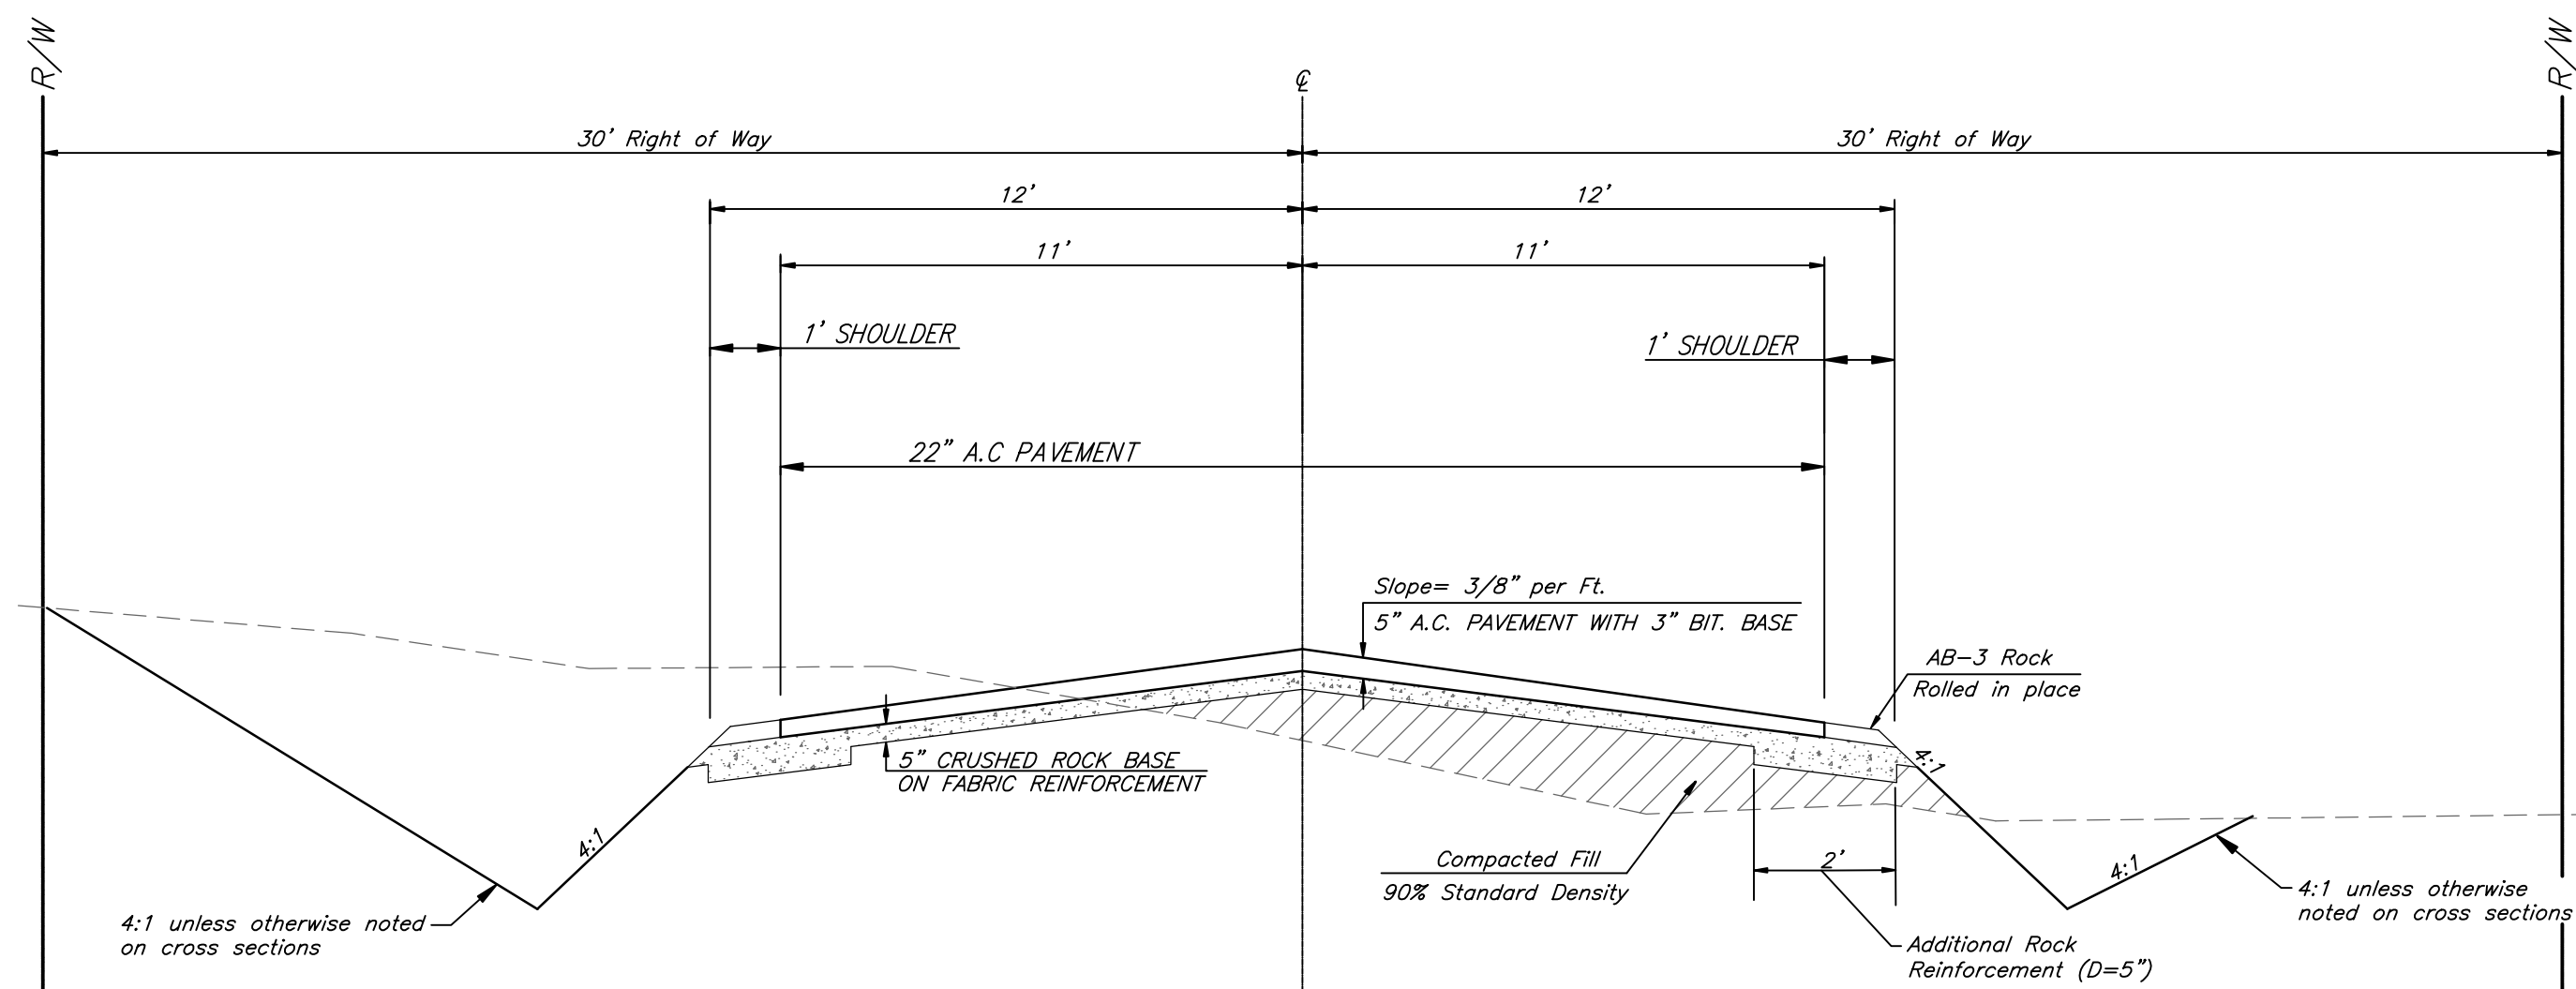 R/W
R/W
℄
30' Right of Way
30' Right of Way
12'
12'
11'
11'
1' SHOULDER
1' SHOULDER
22" A.C PAVEMENT
Slope= 3/8" per Ft.
5" A.C. PAVEMENT WITH 3" BIT. BASE
AB-3 Rock
Rolled in place
5" CRUSHED ROCK BASE
ON FABRIC REINFORCEMENT
4:1
4:1
4:1
Compacted Fill
90% Standard Density
2'
4:1 unless otherwise noted
on cross sections
4:1 unless otherwise
noted on cross sections
Additional Rock
Reinforcement (D=5")